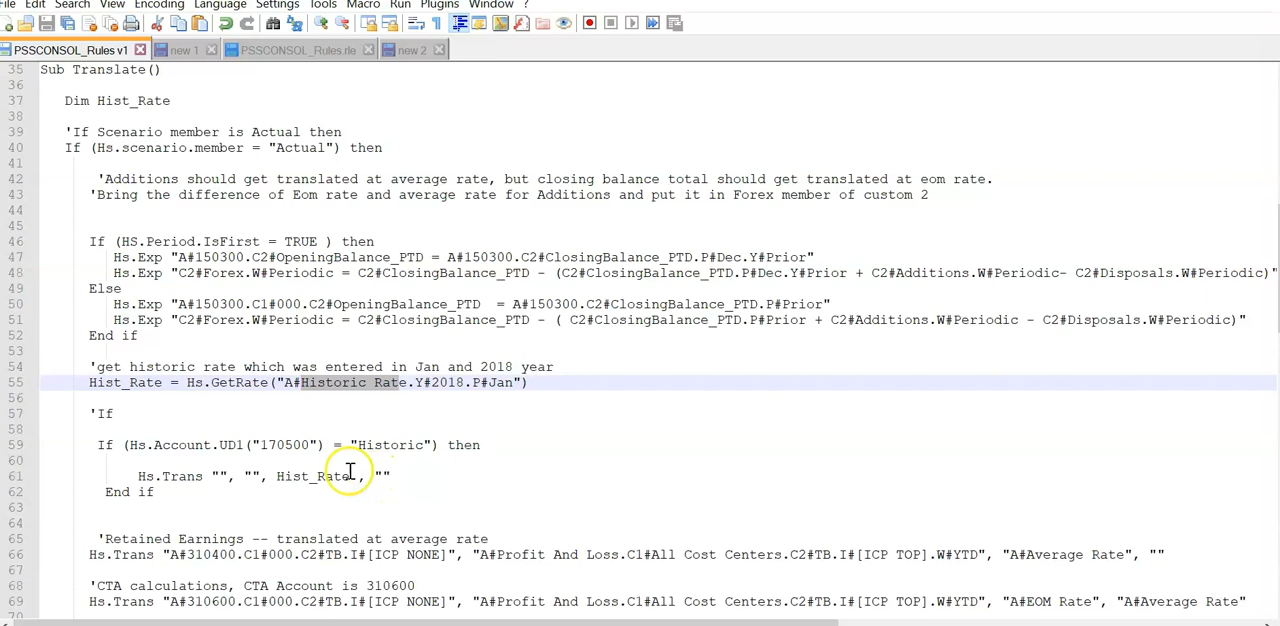 File Edit Search View Encoding Language Settings Tools Macro Run Plugins Window ?
PSSCONSOL_Rules v1 new 1 PSSCONSOL_Rules.rle new 2
35 Sub Translate()
36
37 Dim Hist_Rate
38
39 'If Scenario member is Actual then
40 If (Hs.scenario.member = "Actual") then
41
42 'Additions should get translated at average rate, but closing balance total should get translated at eom rate.
43 'Bring the difference of Eom rate and average rate for Additions and put it in Forex member of custom 2
44
45
46 If (HS.Period.IsFirst = TRUE ) then
47 Hs.Exp "A#150300.C2#OpeningBalance_PTD = A#150300.C2#ClosingBalance_PTD.P#Dec.Y#Prior"
48 Hs.Exp "C2#Forex.W#Periodic = C2#ClosingBalance_PTD - (C2#ClosingBalance_PTD.P#Dec.Y#Prior + C2#Additions.W#Periodic- C2#Disposals.W#Periodic)"
49 Else
50 Hs.Exp "A#150300.C1#000.C2#OpeningBalance_PTD = A#150300.C2#ClosingBalance_PTD.P#Prior"
51 Hs.Exp "C2#Forex.W#Periodic = C2#ClosingBalance_PTD - ( C2#ClosingBalance_PTD.P#Prior + C2#Additions.W#Periodic - C2#Disposals.W#Periodic)"
52 End if
53
54 'get historic rate which was entered in Jan and 2018 year
55 Hist_Rate = Hs.GetRate("A#Historic Rate.Y#2018.P#Jan")
56
57 'If
58
59 If (Hs.Account.UD1("170500") = "Historic") then
60
61 Hs.Trans "", "", Hist_Rate , ""
62 End if
63
64
65 'Retained Earnings -- translated at average rate
66 Hs.Trans "A#310400.C1#000.C2#TB.I#[ICP NONE]", "A#Profit And Loss.C1#All Cost Centers.C2#TB.I#[ICP TOP].W#YTD", "A#Average Rate", ""
67
68 'CTA calculations, CTA Account is 310600
69 Hs.Trans "A#310600.C1#000.C2#TB.I#[ICP NONE]", "A#Profit And Loss.C1#All Cost Centers.C2#TB.I#[ICP TOP].W#YTD", "A#EOM Rate", "A#Average Rate"
70